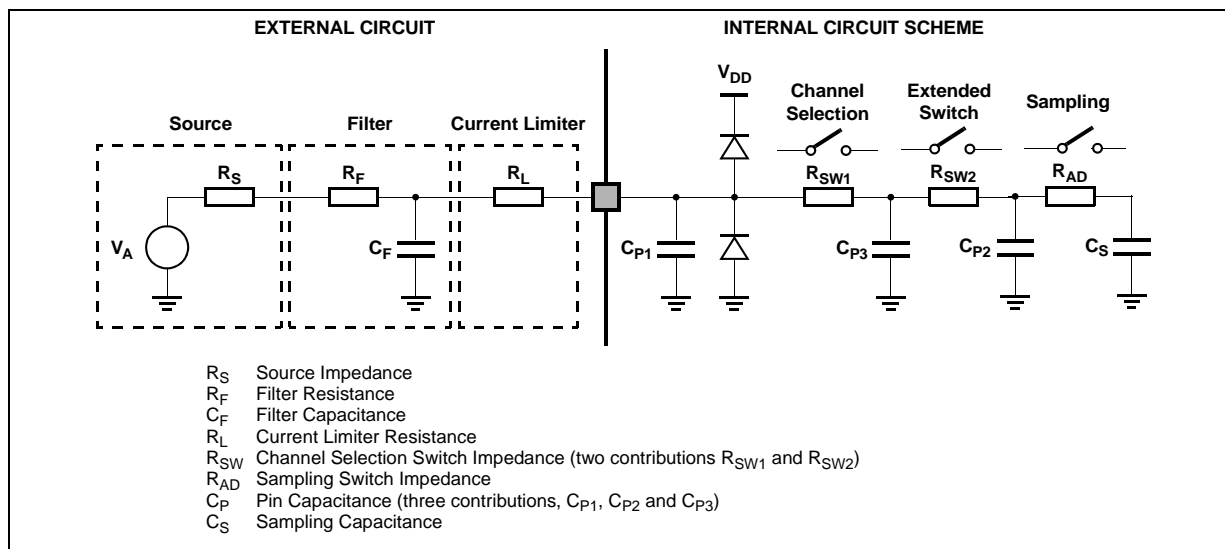 EXTERNAL CIRCUIT
INTERNAL CIRCUIT SCHEME
VDD
Channel
Selection
Extended
Switch
Sampling
Source
Filter
Current Limiter
RS
RF
RL
RSW1
RSW2
RAD
VA
CF
CP1
CP3
CP2
CS
RS Source Impedance
RF Filter Resistance
CF Filter Capacitance
RL Current Limiter Resistance
RSW Channel Selection Switch Impedance (two contributions RSW1 and RSW2)
RAD Sampling Switch Impedance
CP Pin Capacitance (three contributions, CP1, CP2 and CP3)
CS Sampling Capacitance